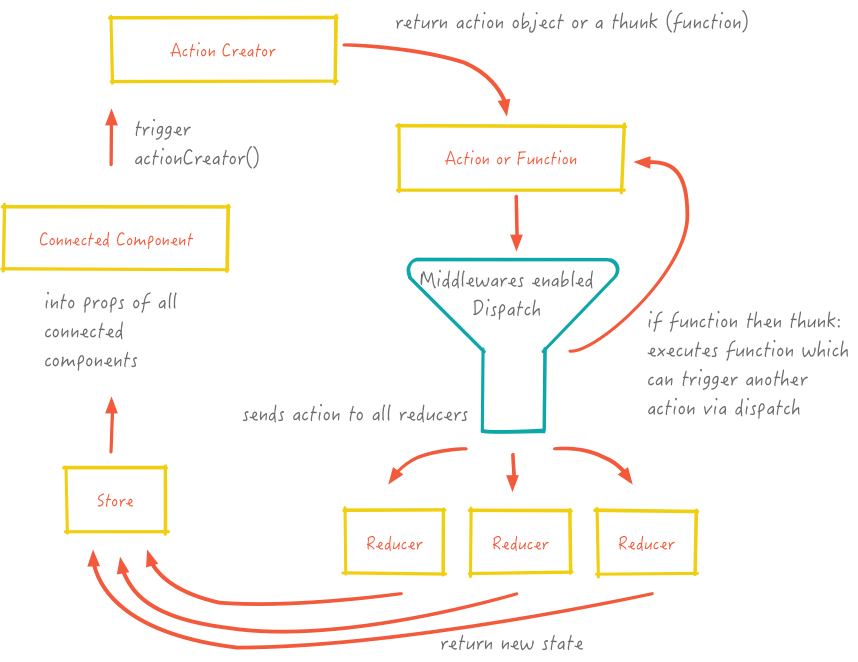 return action object or a thunk (function)
Action Creator
trigger
actionCreator()
Action or Function
Connected Component
Middlewares enabled
Dispatch
into props of all
connected
components
if function then thunk:
executes function which
can trigger another
action via dispatch
sends action to all reducers
Store
Reducer
Reducer
Reducer
return new state